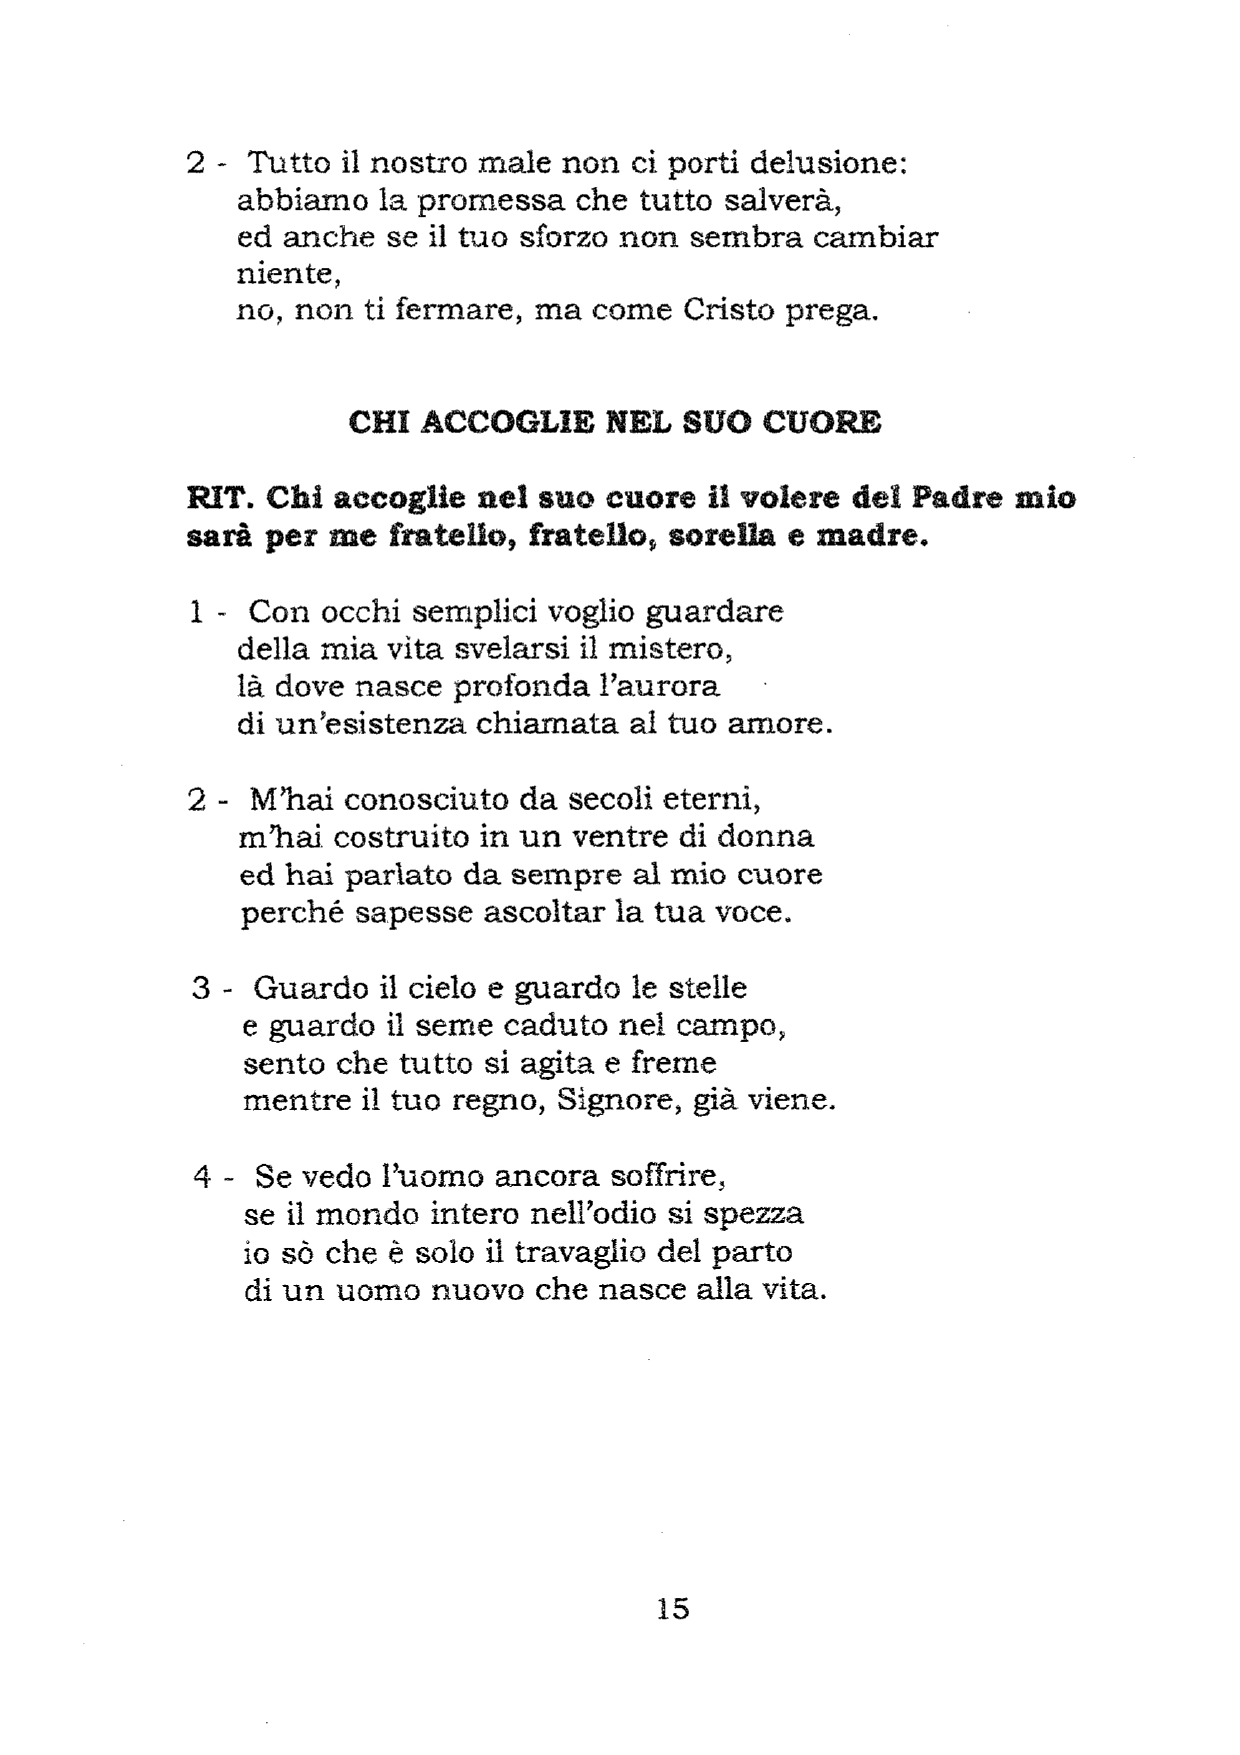 2 - Tutto il nostro male non ci porti delusione:
abbiamo la promessa che tutto salverà,
ed anche se il tuo sforzo non sembra cambiar
niente,
no, non ti fermare, ma come Cristo prega.
CHI ACCOGLIE NEL SUO CUORE
RIT. Chi accoglie nel suo cuore il volere del Padre mio
sarà per me fratello, fratello, sorella e madre.
1 - Con occhi semplici voglio guardare
della mia vita svelarsi il mistero,
là dove nasce profonda l'aurora
di un'esistenza chiamata al tuo amore.
2 - M'hai conosciuto da secoli eterni,
m'hai costruito in un ventre di donna
ed hai parlato da sempre al mio cuore
perché sapesse ascoltar la tua voce.
3 - Guardo il cielo e guardo le stelle
e guardo il seme caduto nel campo,
sento che tutto si agita e freme
mentre il tuo regno, Signore, già viene.
4 - Se vedo l'uomo ancora soffrire,
se il mondo intero nell'odio si spezza
io sò che è solo il travaglio del parto
di un uomo nuovo che nasce alla vita.
15